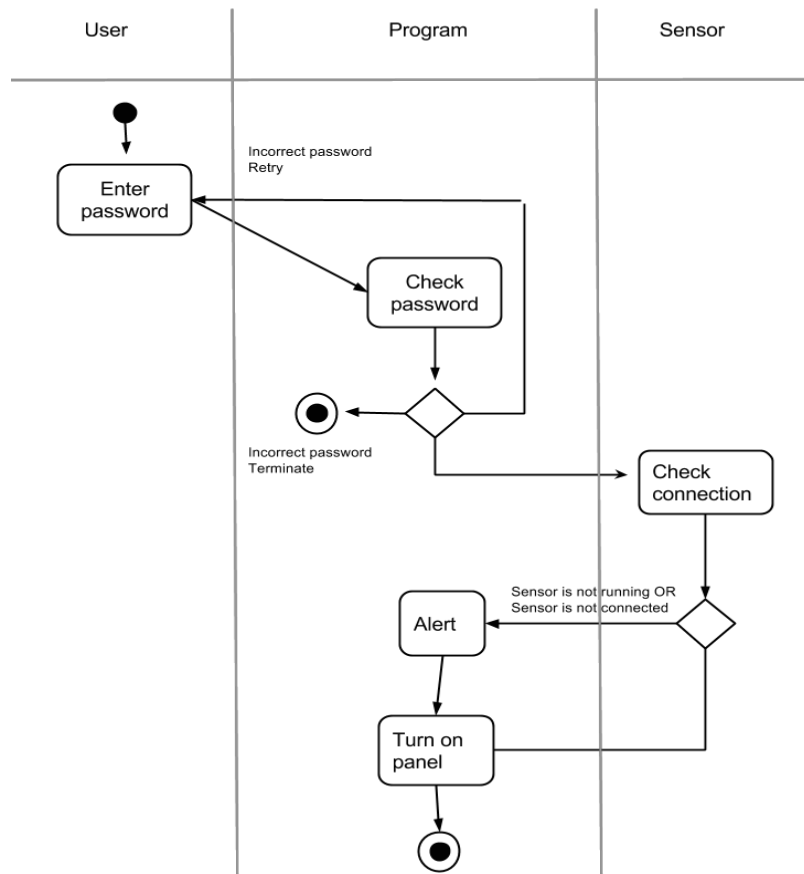 User
Program
Sensor
Incorrect password
Retry
Enter
password
Check
password
Incorrect password
Terminate
Check
connection
Sensor is not running OR
Sensor is not connected
Alert
Turn on
panel